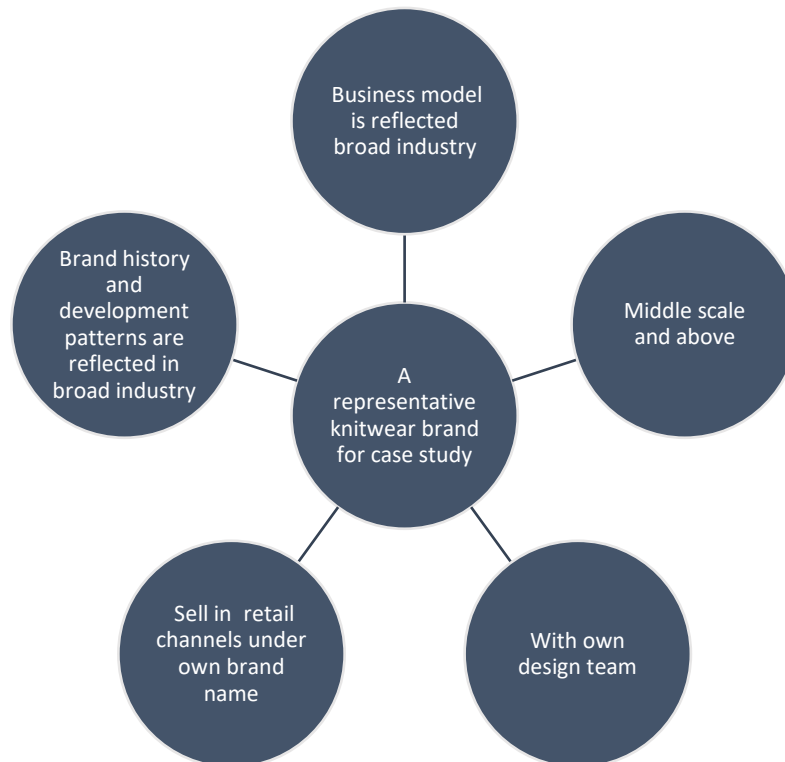 Business model
is reflected
broad industry
Brand history
and
development
patterns are
reflected in
broad industry
Middle scale
and above
A
representative
knitwear brand
for case study
Sell in retail
channels under
own brand
name
With own
design team